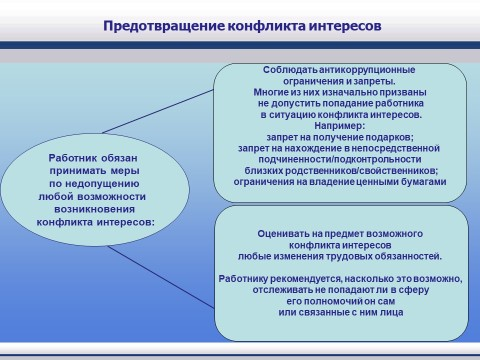 Предотвращение конфликта интересов
Соблюдать антикоррупционные
ограничения и запреты.
Многие из них изначально призваны
не допустить попадание работника
в ситуацию конфликта интересов.
Например:
запрет на получение подарков;
запрет на нахождение в непосредственной
подчиненности/подконтрольности
близких родственников/свойственников;
ограничения на владение ценными бумагами
Работник обязан
принимать меры
по недопущению
любой возможности
возникновения
конфликта интересов:
Оценивать на предмет возможного
конфликта интересов
любые изменения трудовых обязанностей.
Работнику рекомендуется, насколько это возможно,
отслеживать не попадают ли в сферу
его полномочий он сам
или связанные с ним лица